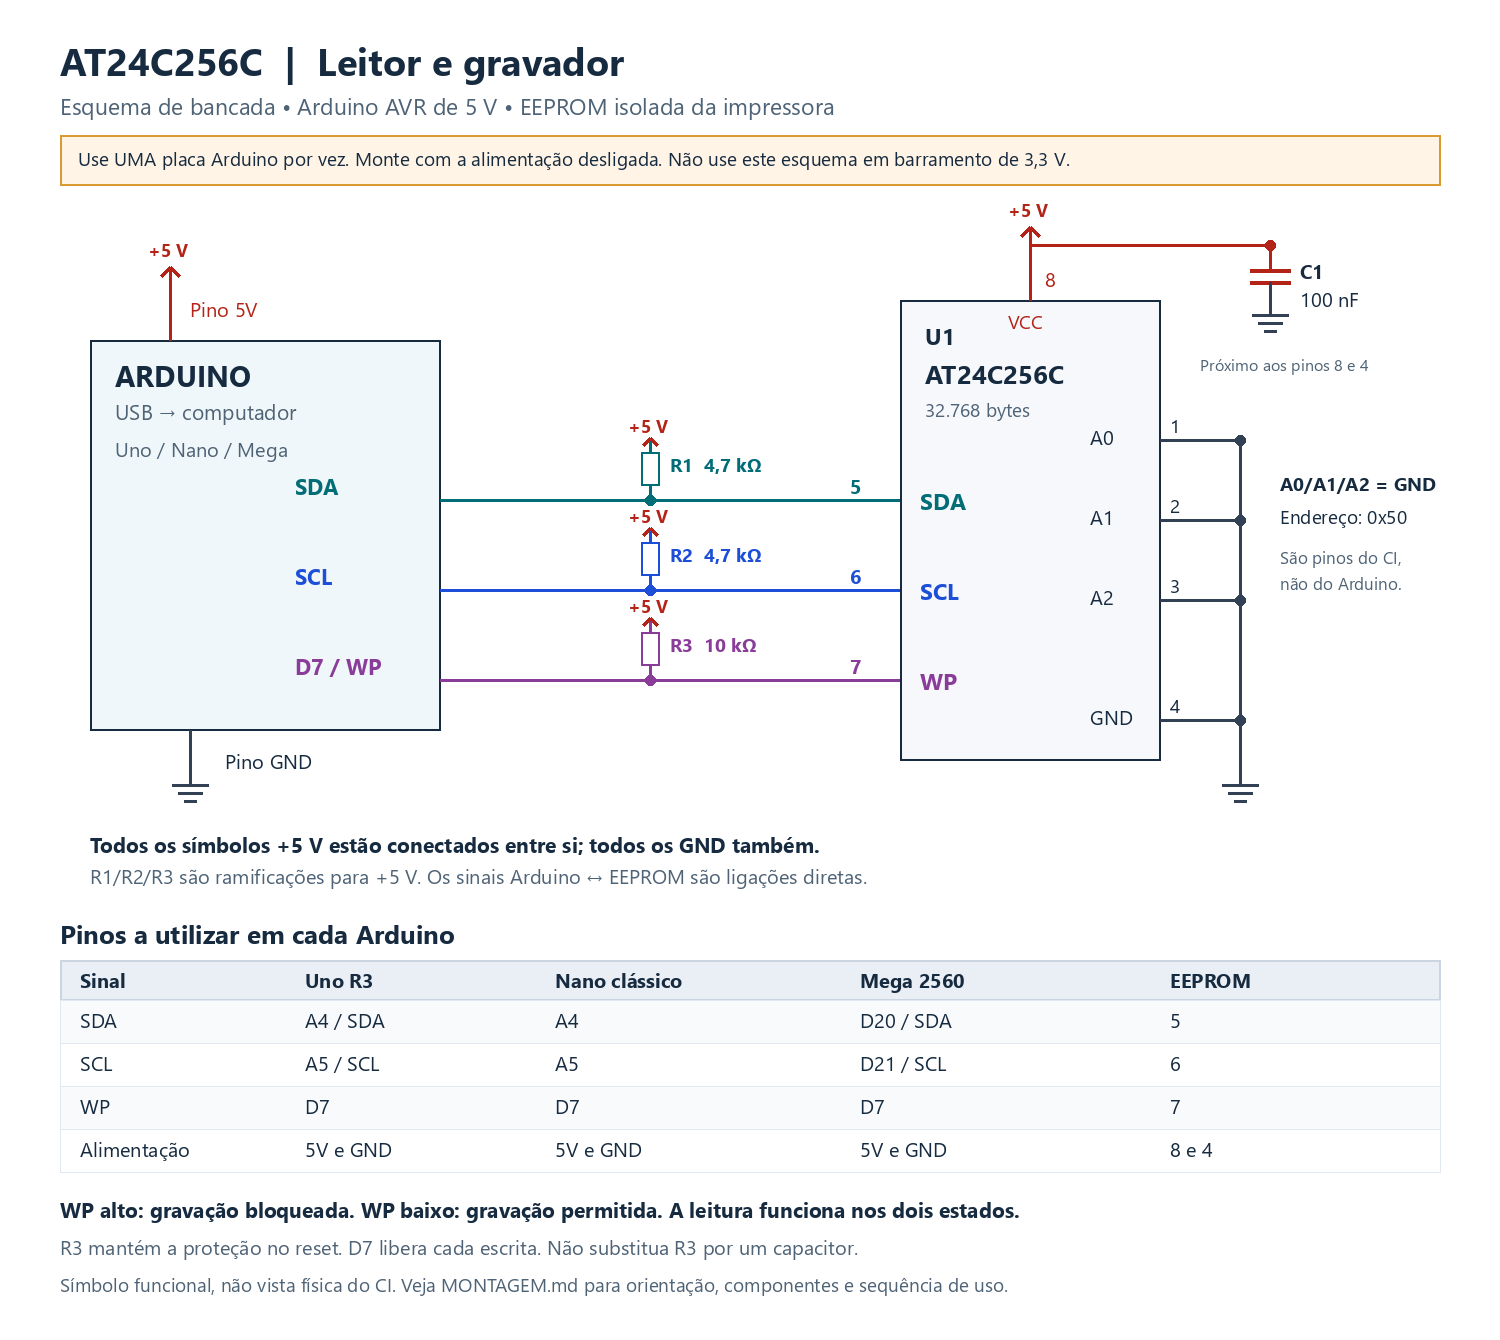 AT24C256C | Leitor e gravador
Esquema de bancada • Arduino AVR de 5 V • EEPROM isolada da impressora
Use UMA placa Arduino por vez. Monte com a alimentação desligada. Não use este esquema em barramento de 3,3 V.
+5 V
Pino 5V
ARDUINO
USB → computador
Uno / Nano / Mega
SDA
SCL
D7 / WP
Pino GND
+5 V
R1 4,7 kΩ
5
+5 V
R2 4,7 kΩ
6
+5 V
R3 10 kΩ
7
+5 V
8
VCC
U1
AT24C256C
32.768 bytes
SDA
SCL
WP
A0
A1
A2
GND
1
2
3
4
C1
100 nF
Próximo aos pinos 8 e 4
A0/A1/A2 = GND
Endereço: 0x50
São pinos do CI,
não do Arduino.
Todos os símbolos +5 V estão conectados entre si; todos os GND também.
R1/R2/R3 são ramificações para +5 V. Os sinais Arduino ↔ EEPROM são ligações diretas.
Pinos a utilizar em cada Arduino
Sinal Uno R3 Nano clássico Mega 2560 EEPROM
SDA A4 / SDA A4 D20 / SDA 5
SCL A5 / SCL A5 D21 / SCL 6
WP D7 D7 D7 7
Alimentação 5V e GND 5V e GND 5V e GND 8 e 4
WP alto: gravação bloqueada. WP baixo: gravação permitida. A leitura funciona nos dois estados.
R3 mantém a proteção no reset. D7 libera cada escrita. Não substitua R3 por um capacitor.
Símbolo funcional, não vista física do CI. Veja MONTAGEM.md para orientação, componentes e sequência de uso.